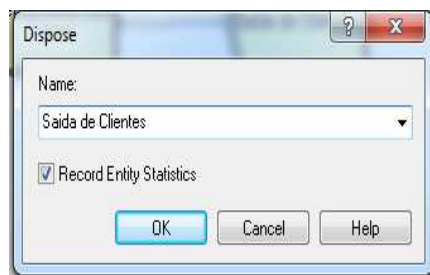 Dispose
Name:
Saida de Clientes
Record Entity Statistics
OK Cancel Help